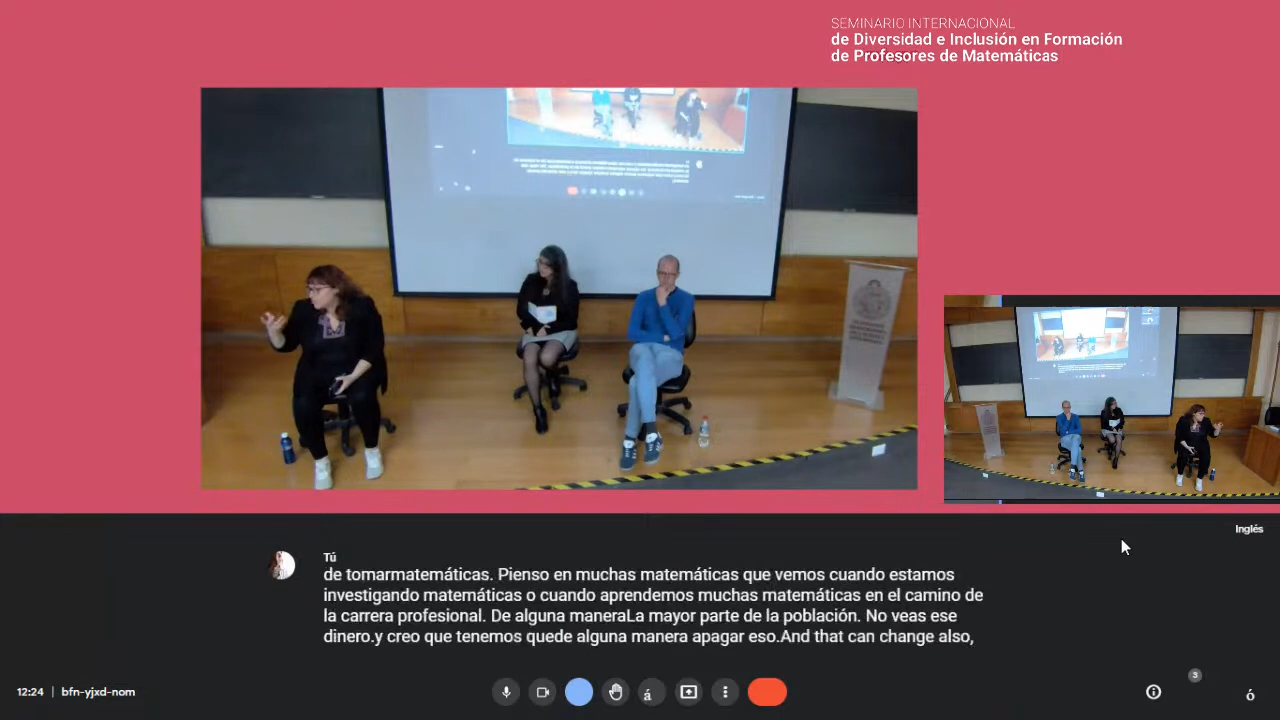 SEMINARIO INTERNACIONAL
de Diversidad e Inclusión en Formación
de Profesores de Matemáticas
Inglés
Tú
de tomarmatemáticas. Pienso en muchas matemáticas que vemos cuando estamos
investigando matemáticas o cuando aprendemos muchas matemáticas en el camino de
la carrera profesional. De alguna maneraLa mayor parte de la población. No veas ese
dinero.y creo que tenemos quede alguna manera apagar eso.And that can change also,
12:24 | bfn-yjxd-nom
á
3
ó